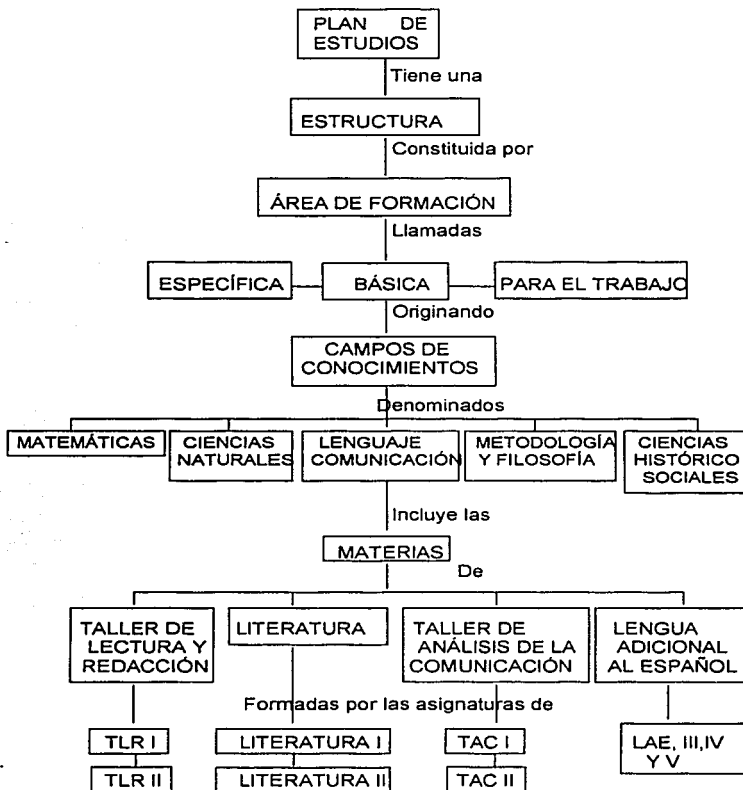 PLAN DE
ESTUDIOS
Tiene una
ESTRUCTURA
Constituida por
ÁREA DE FORMACIÓN
Llamadas
ESPECÍFICA
BÁSICA
PARA EL TRABAJO
Originando
CAMPOS DE
CONOCIMIENTOS
Denominados
MATEMÁTICAS
CIENCIAS
NATURALES
LENGUAJE
COMUNICACIÓN
METODOLOGÍA
Y FILOSOFÍA
CIENCIAS
HISTÓRICO
SOCIALES
Incluye las
MATERIAS
De
TALLER DE
LECTURA Y
REDACCIÓN
LITERATURA
TALLER DE
ANÁLISIS DE LA
COMUNICACIÓN
LENGUA
ADICIONAL
AL ESPAÑOL
Formadas por las asignaturas de
TLR I
LITERATURA I
TAC I
LAE, III,IV
Y V
TLR II
LITERATURA II
TAC II